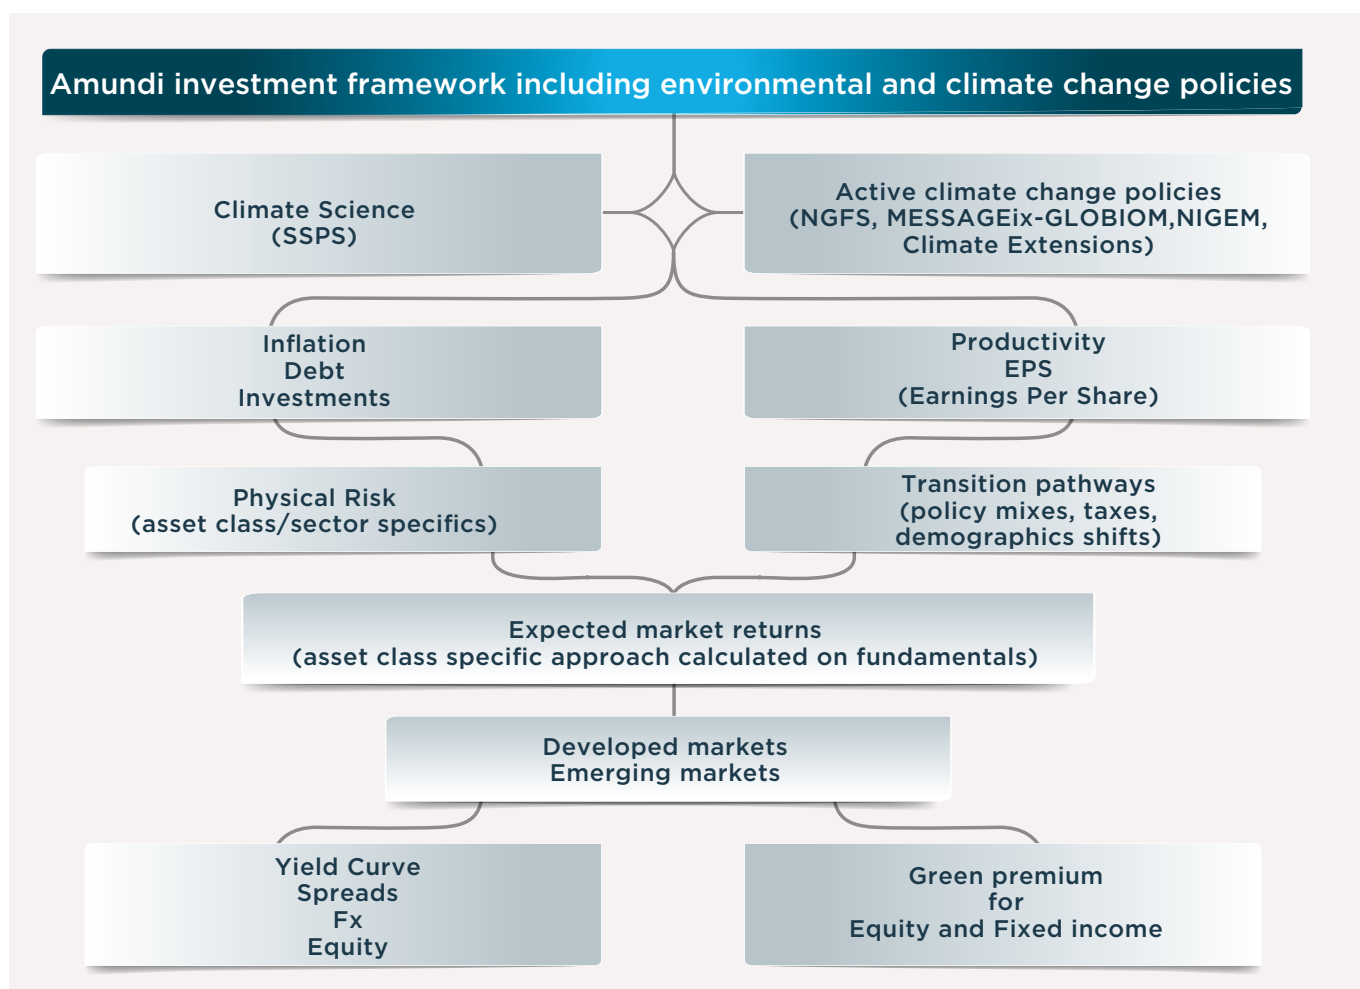 Amundi investment framework including environmental and climate change policies
Climate Science
(SSPS)
Active climate change policies
(NGFS, MESSAGEix-GLOBIOM,NIGEM,
Climate Extensions)
Inflation
Debt
Investments
Productivity
EPS
(Earnings Per Share)
Physical Risk
(asset class/sector specifics)
Transition pathways
(policy mixes, taxes,
demographics shifts)
Expected market returns
(asset class specific approach calculated on fundamentals)
Developed markets
Emerging markets
Yield Curve
Spreads
Fx
Equity
Green premium
for
Equity and Fixed income